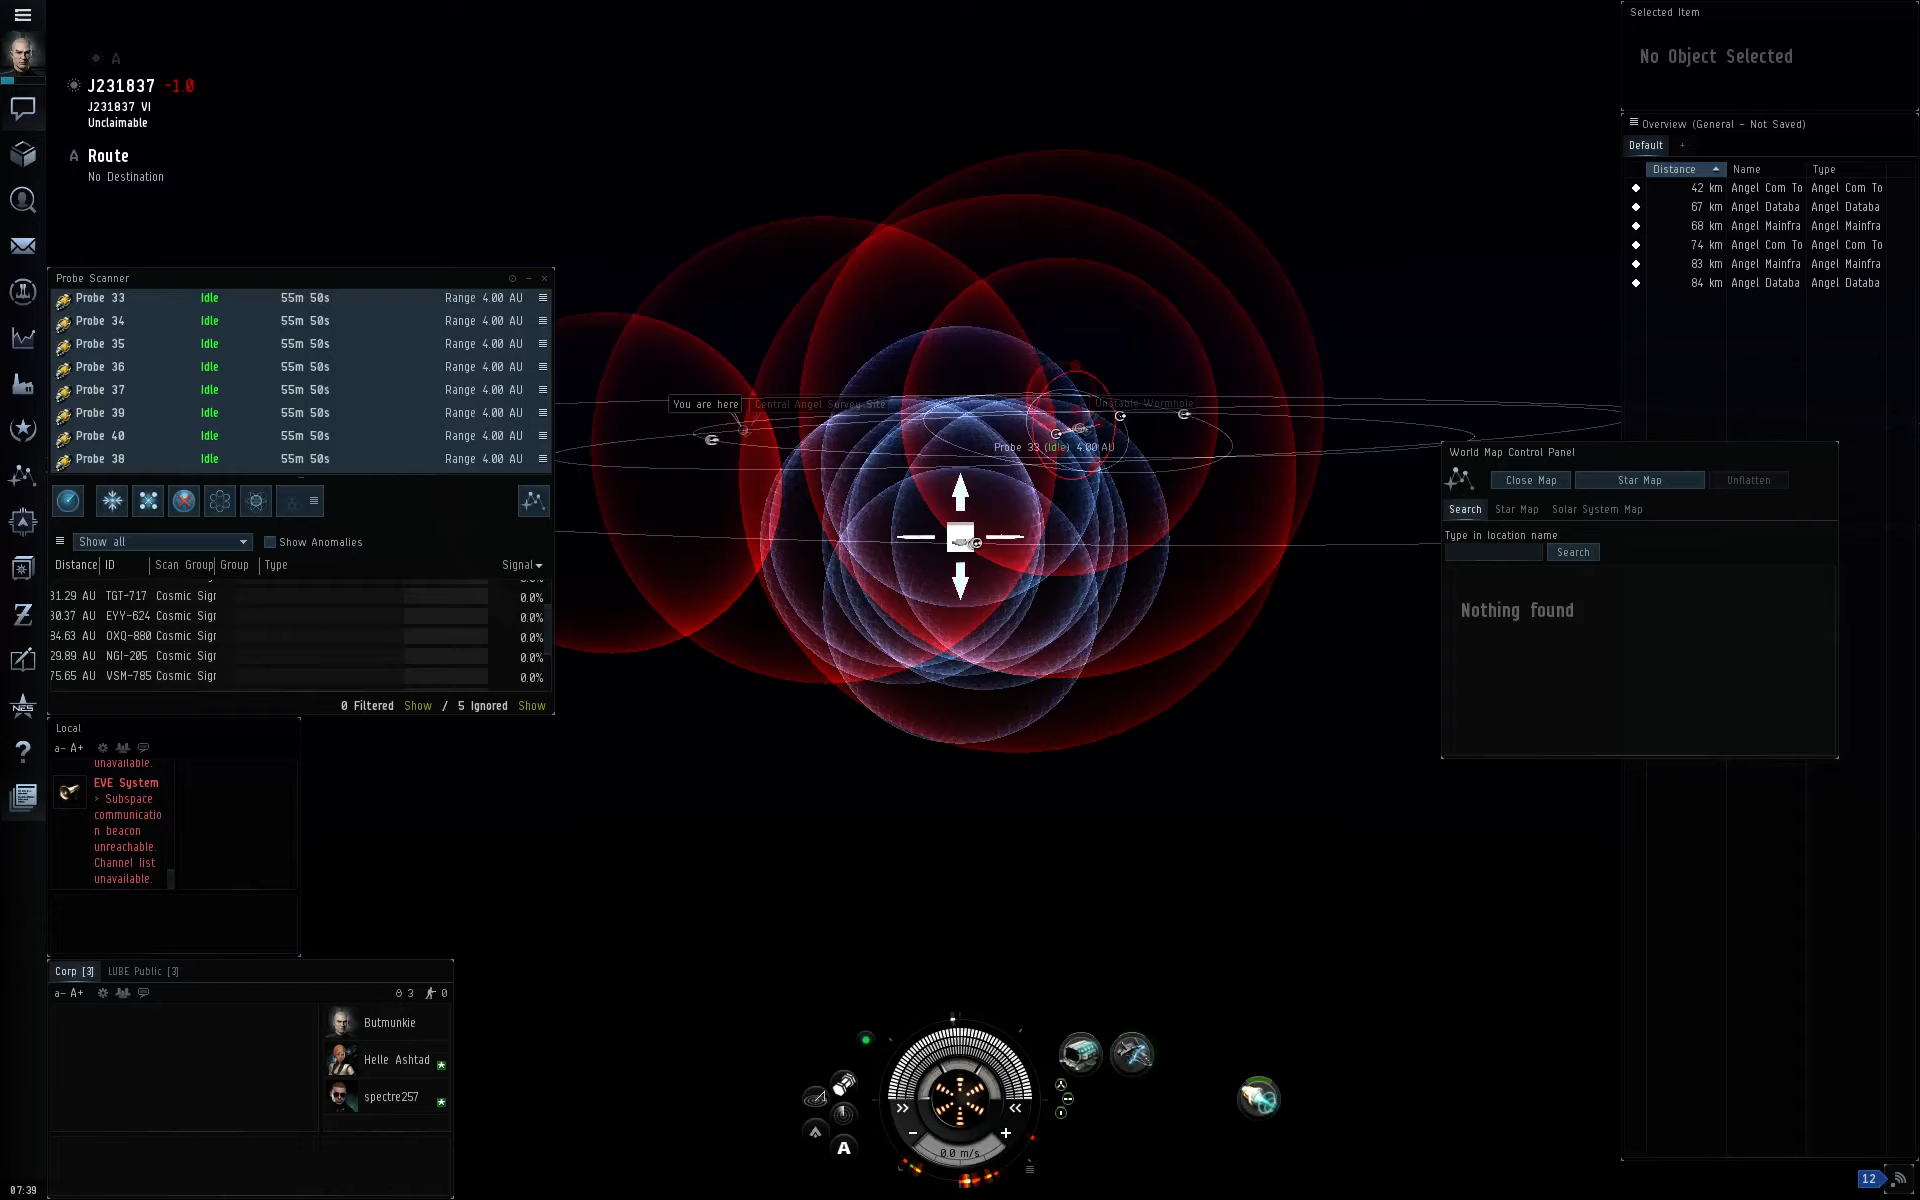 A
J231837 -1.0
J231837 VI
Unclaimable
A Route
No Destination
Probe Scanner
Probe 33 Idle 55m 50s Range 4.00 AU
Probe 34 Idle 55m 50s Range 4.00 AU
Probe 35 Idle 55m 50s Range 4.00 AU
Probe 36 Idle 55m 50s Range 4.00 AU
Probe 37 Idle 55m 50s Range 4.00 AU
Probe 39 Idle 55m 50s Range 4.00 AU
Probe 40 Idle 55m 50s Range 4.00 AU
Probe 38 Idle 55m 50s Range 4.00 AU
Show all Show Anomalies
Distance ID Scan Group Group Type Signal
31.29 AU TGT-717 Cosmic Sigr 0.0%
30.37 AU EYY-624 Cosmic Sigr 0.0%
34.63 AU OXQ-880 Cosmic Sigr 0.0%
29.89 AU NGI-205 Cosmic Sigr 0.0%
75.65 AU VSM-785 Cosmic Sigr 0.0%
0 Filtered Show / 5 Ignored Show
Local
a- A+
unavailable.
EVE System
> Subspace
communicatio
n beacon
unreachable.
Channel list
unavailable.
Corp [3] LUBE Public [3]
a- A+ 3 0
Butmunkie
Helle Ashtad
spectre257
07:39
You are here Central Angel Survey Site Unstable Wormhole
Probe 33 (Idle) 4.00 AU
A
0.0 m/s
Selected Item
No Object Selected
Overview (General - Not Saved)
Default +
Distance Name Type
42 km Angel Com To Angel Com To
67 km Angel Databa Angel Databa
68 km Angel Mainfra Angel Mainfra
74 km Angel Com To Angel Com To
83 km Angel Mainfra Angel Mainfra
84 km Angel Databa Angel Databa
World Map Control Panel
Close Map Star Map Unflatten
Search Star Map Solar System Map
Type in location name
Search
Nothing found
12